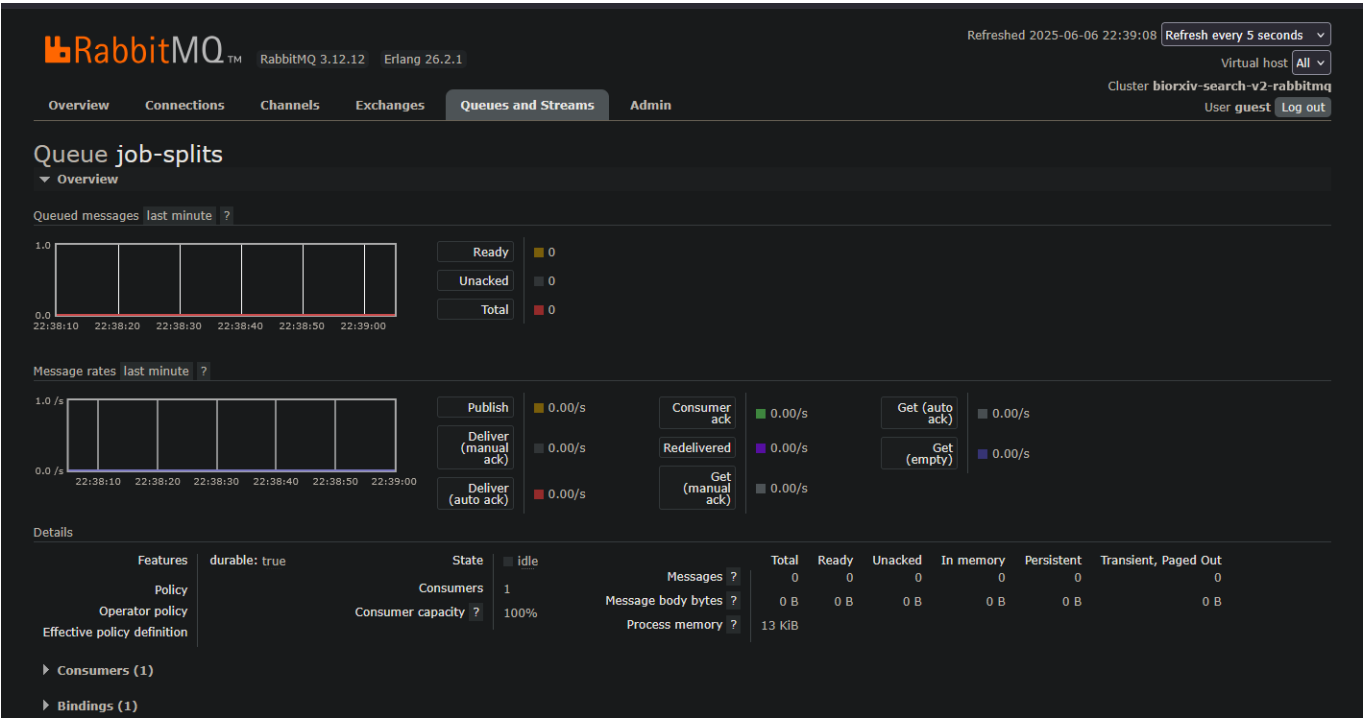 RabbitMQ TM RabbitMQ 3.12.12 Erlang 26.2.1
Refreshed 2025-06-06 22:39:08 Refresh every 5 seconds
Virtual host All
Cluster biorxiv-search-v2-rabbitmq
User guest Log out
Overview Connections Channels Exchanges Queues and Streams Admin
Queue job-splits
Overview
Queued messages last minute ?
1.0
0.0
22:38:10 22:38:20 22:38:30 22:38:40 22:38:50 22:39:00
Ready 0
Unacked 0
Total 0
Message rates last minute ?
1.0 /s
0.0 /s
22:38:10 22:38:20 22:38:30 22:38:40 22:38:50 22:39:00
Publish 0.00/s
Deliver
(manual
ack) 0.00/s
Deliver
(auto ack) 0.00/s
Consumer
ack 0.00/s
Redelivered 0.00/s
Get
(manual
ack) 0.00/s
Get (auto
ack) 0.00/s
Get
(empty) 0.00/s
Details
Features durable: true
Policy
Operator policy
Effective policy definition
State idle
Consumers 1
Consumer capacity ? 100%
Total Ready Unacked In memory Persistent Transient, Paged Out
Messages ? 0 0 0 0 0 0
Message body bytes ? 0 B 0 B 0 B 0 B 0 B 0 B
Process memory ? 13 KiB
Consumers (1)
Bindings (1)